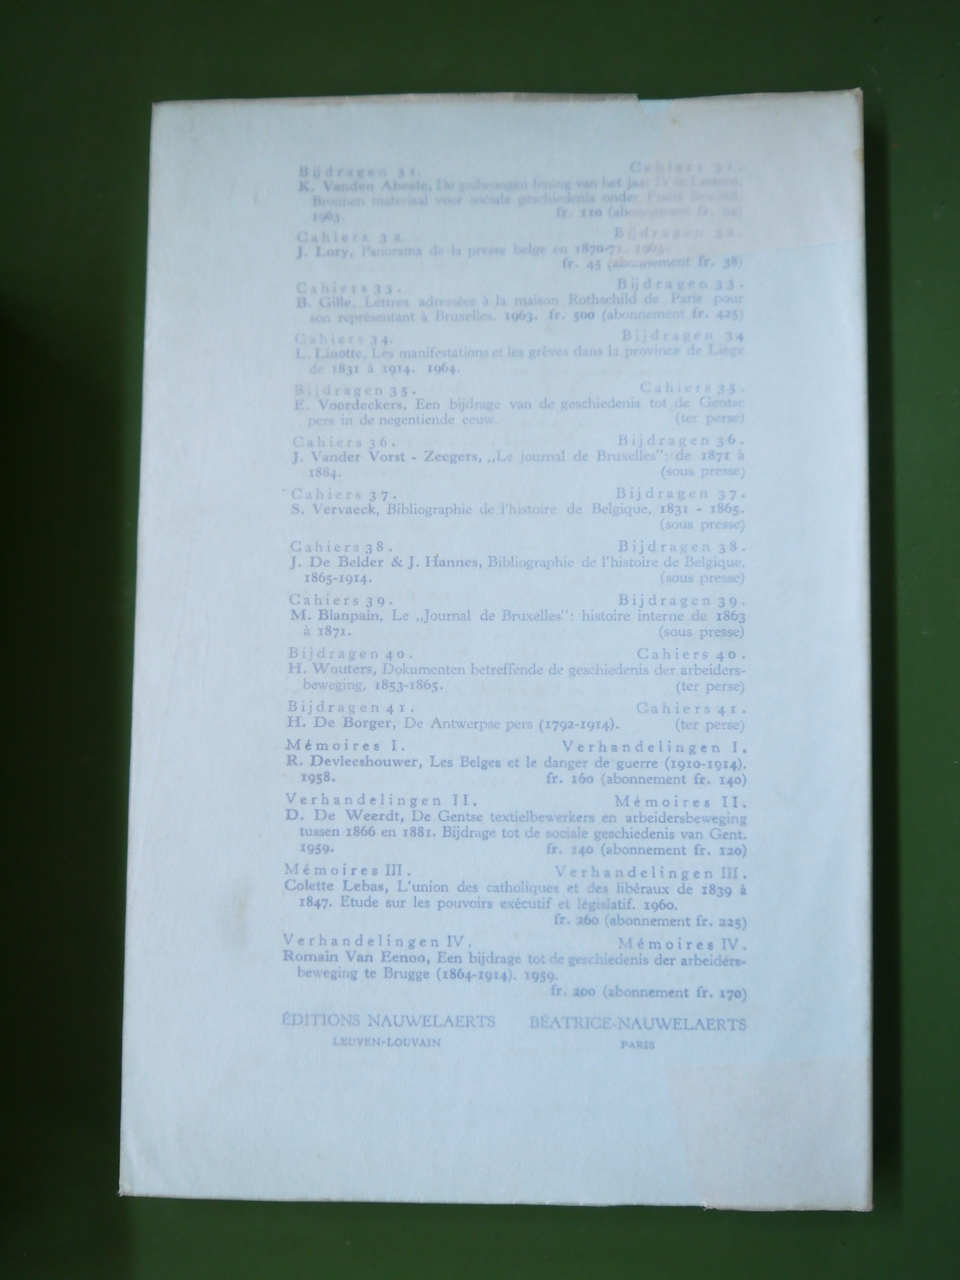 Bijdragen 31. Cahiers 31.
K. Vanden Abeele, De gedwongen lening van het jaar IV te Leuven.
Bronnen materiaal voor sociale geschiedenis onder Frans Bewind.
1963. fr. 110 (abonnement fr.
Cahiers 32. Bijdragen 32.
J. Lory, Panorama de la presse belge en 1870-71. 1963.
fr. 45 (abonnement fr. 38)
Cahiers 33. Bijdragen 33.
B. Gille, Lettres adressées à la maison Rothschild de Paris pour
son représentant à Bruxelles. 1963. fr. 500 (abonnement fr. 425)
Cahiers 34. Bijdragen 34
L. Linotte, Les manifestations et les grèves dans la province de Liége
de 1831 à 1914. 1964.
Bijdragen 35. Cahiers 35.
E. Voordeckers, Een bijdrage van de geschiedenis tot de Gentse
pers in de negentiende eeuw. (ter perse)
Cahiers 36. Bijdragen 36.
J. Vander Vorst - Zeegers, „Le journal de Bruxelles": de 1871 à
1884. (sous presse)
Cahiers 37. Bijdragen 37.
S. Vervaeck, Bibliographie de l'histoire de Belgique, 1831 - 1865.
(sous presse)
Cahiers 38. Bijdragen 38.
J. De Belder & J. Hannes, Bibliographie de l'histoire de Belgique,
1865-1914. (sous presse)
Cahiers 39. Bijdragen 39.
M. Blanpain, Le „Journal de Bruxelles": histoire interne de 1863
à 1871. (sous presse)
Bijdragen 40. Cahiers 40.
H. Wouters, Dokumenten betreffende de geschiedenis der arbeiders-
beweging, 1853-1865. (ter perse)
Bijdragen 41. Cahiers 41.
H. De Borger, De Antwerpse pers (1792-1914). (ter perse)
Mémoires I. Verhandelingen I.
R. Devleeshouwer, Les Belges et le danger de guerre (1910-1914).
1958. fr. 160 (abonnement fr. 140)
Verhandelingen II. Mémoires II.
D. De Weerdt, De Gentse textielbewerkers en arbeidersbeweging
tussen 1866 en 1881. Bijdrage tot de sociale geschiedenis van Gent.
1959. fr. 140 (abonnement fr. 120)
Mémoires III. Verhandelingen III.
Colette Lebas, L'union des catholiques et des libéraux de 1839 à
1847. Etude sur les pouvoirs exécutif et législatif. 1960.
fr. 260 (abonnement fr. 225)
Verhandelingen IV. Mémoires IV.
Romain Van Eenoo, Een bijdrage tot de geschiedenis der arbeiders-
beweging te Brugge (1864-1914). 1959.
fr. 200 (abonnement fr. 170)
ÉDITIONS NAUWELAERTS BÉATRICE-NAUWELAERTS
LEUVEN-LOUVAIN PARIS